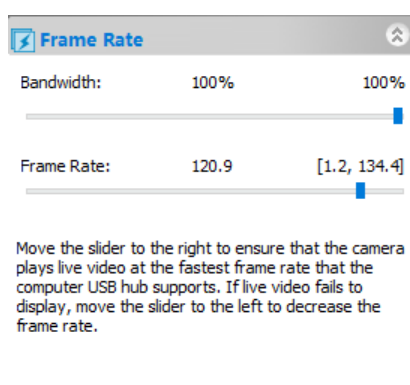 Frame Rate
Bandwidth: 100% 100%
Frame Rate: 120.9 [1.2, 134.4]
Move the slider to the right to ensure that the camera
plays live video at the fastest frame rate that the
computer USB hub supports. If live video fails to
display, move the slider to the left to decrease the
frame rate.